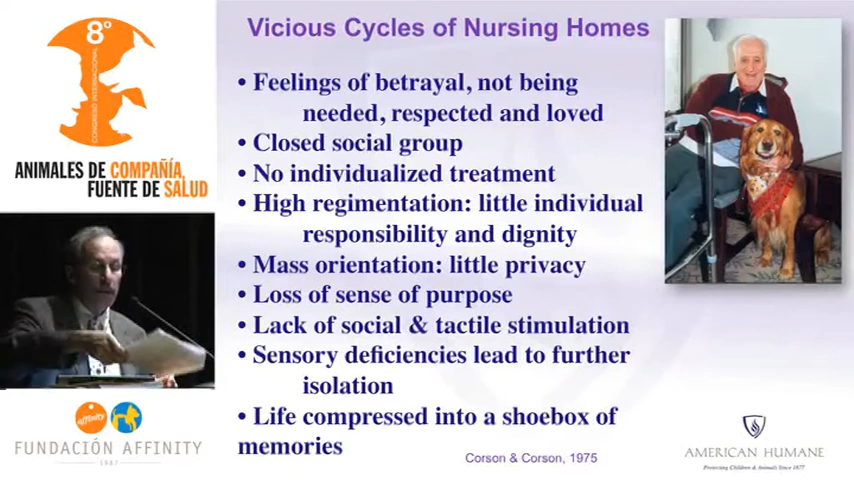 8º
CONGRESO INTERNACIONAL
ANIMALES DE COMPAÑÍA,
FUENTE DE SALUD
affinity
FUNDACIÓN AFFINITY
1987
Vicious Cycles of Nursing Homes
• Feelings of betrayal, not being
needed, respected and loved
• Closed social group
• No individualized treatment
• High regimentation: little individual
responsibility and dignity
• Mass orientation: little privacy
• Loss of sense of purpose
• Lack of social & tactile stimulation
• Sensory deficiencies lead to further
isolation
• Life compressed into a shoebox of
memories
Corson & Corson, 1975
AMERICAN HUMANE
Protecting Children & Animals Since 1877